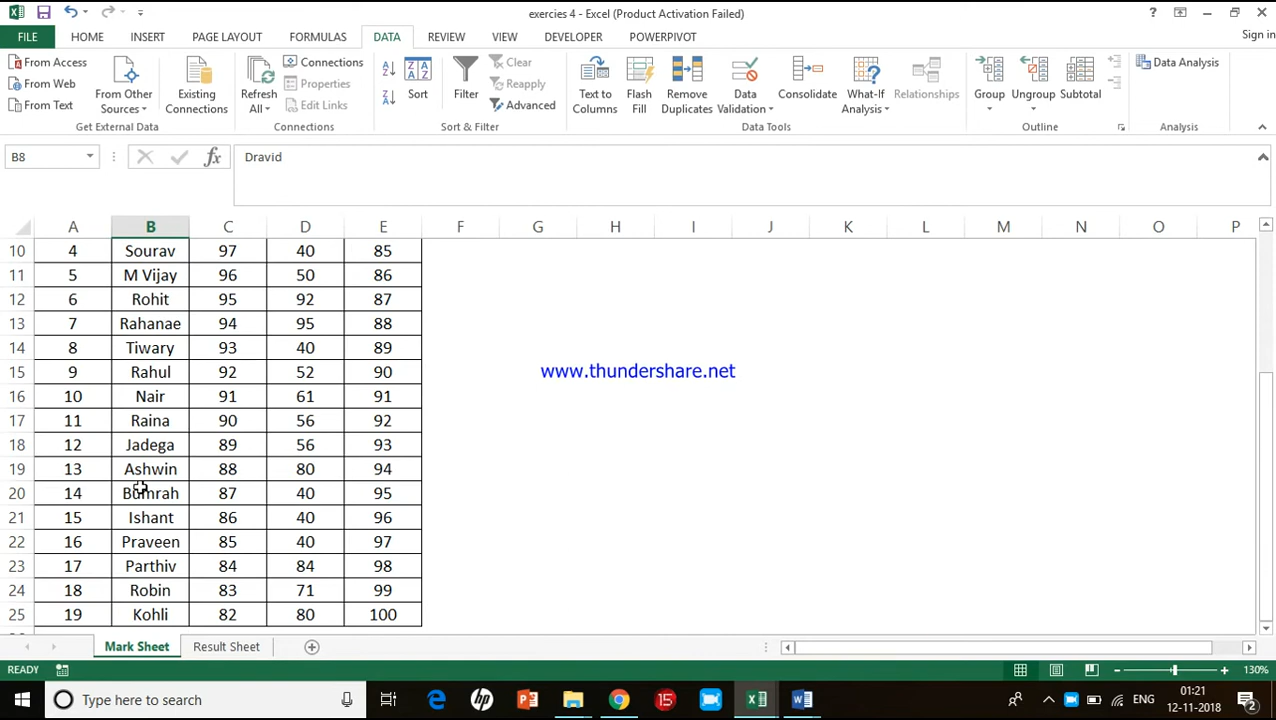 exercies 4 - Excel (Product Activation Failed)
FILE HOME INSERT PAGE LAYOUT FORMULAS DATA REVIEW VIEW DEVELOPER POWERPIVOT Sign in
From Access
From Web
From Text
From Other Sources
Existing Connections
Get External Data
Refresh All
Connections
Properties
Edit Links
Connections
Sort
Filter
Clear
Reapply
Advanced
Sort & Filter
Text to Columns
Flash Fill
Remove Duplicates
Data Validation
Consolidate
What-If Analysis
Relationships
Data Tools
Group
Ungroup
Subtotal
Outline
Data Analysis
Analysis
B8 fx Dravid
A B C D E F G H I J K L M N O P
10 4 Sourav 97 40 85
11 5 M Vijay 96 50 86
12 6 Rohit 95 92 87
13 7 Rahanae 94 95 88
14 8 Tiwary 93 40 89
15 9 Rahul 92 52 90
www.thundershare.net
16 10 Nair 91 61 91
17 11 Raina 90 56 92
18 12 Jadega 89 56 93
19 13 Ashwin 88 80 94
20 14 Bumrah 87 40 95
21 15 Ishant 86 40 96
22 16 Praveen 85 40 97
23 17 Parthiv 84 84 98
24 18 Robin 83 71 99
25 19 Kohli 82 80 100
Mark Sheet Result Sheet
READY 130%
Type here to search
hp
15
ENG
01:21
12-11-2018
2